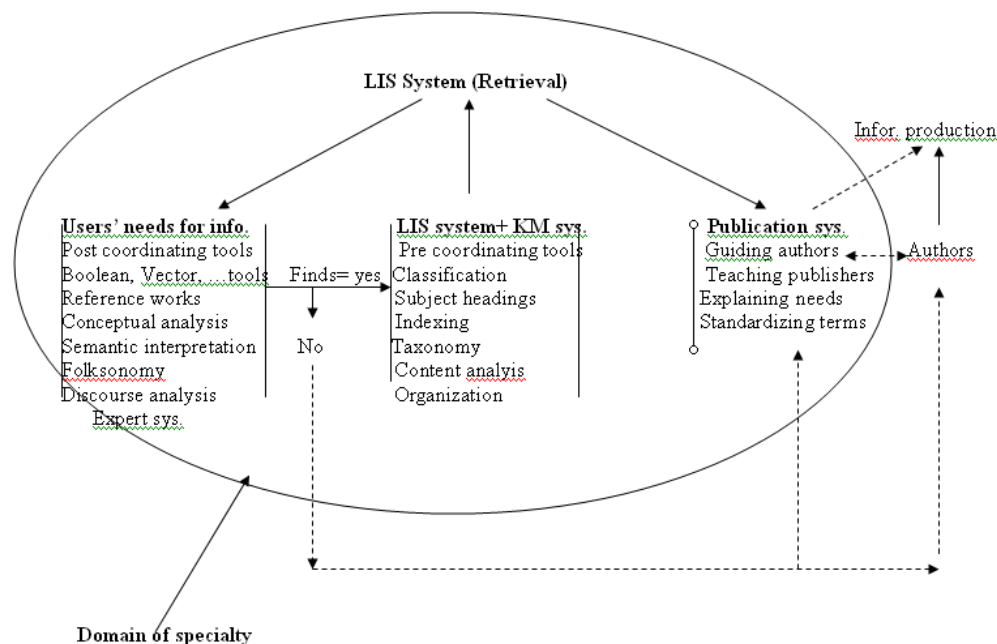 LIS System (Retrieval)
Infor. production
Users' needs for info.
Post coordinating tools
Boolean, Vector, …tools
Reference works
Conceptual analysis
Semantic interpretation
Folksonomy
Discourse analysis
Expert sys.
Finds= yes
No
LIS system+ KM sys.
Pre coordinating tools
Classification
Subject headings
Indexing
Taxonomy
Content analyis
Organization
Publication sys.
Guiding authors
Teaching publishers
Explaining needs
Standardizing terms
Authors
Domain of specialty